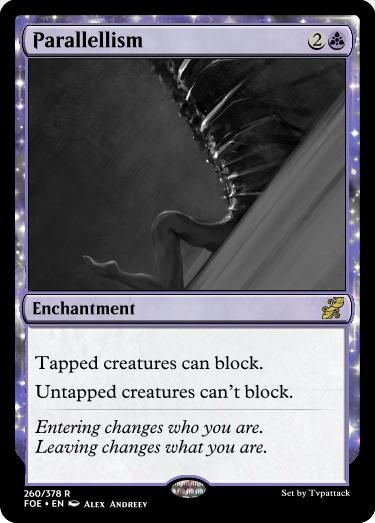 Parallellism 2
Enchantment
Tapped creatures can block.
Untapped creatures can't block.
Entering changes who you are.
Leaving changes what you are.
260/378 R
FOE • EN Alex Andreev
Set by Tvpattack